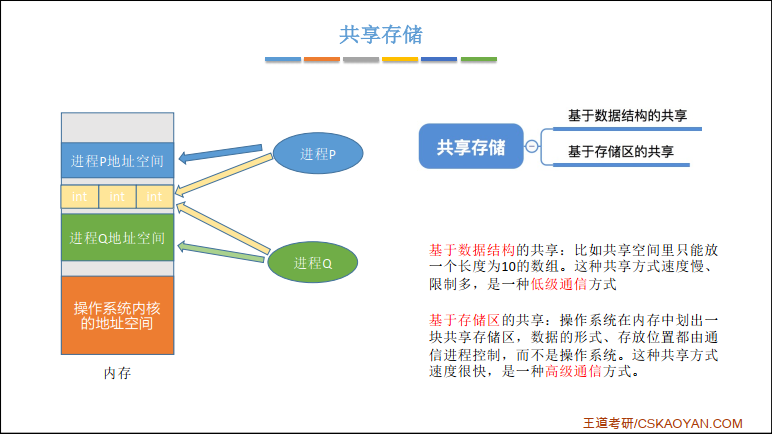 共享存储
进程P地址空间
int int int
进程Q地址空间
操作系统内核
的地址空间
内存
进程P
进程Q
共享存储
基于数据结构的共享
基于存储区的共享
基于数据结构的共享：比如共享空间里只能放
一个长度为10的数组。这种共享方式速度慢、
限制多，是一种低级通信方式
基于存储区的共享：操作系统在内存中划出一
块共享存储区，数据的形式、存放位置都由通
信进程控制，而不是操作系统。这种共享方式
速度很快，是一种高级通信方式。
王道考研/CSKAOYAN.COM